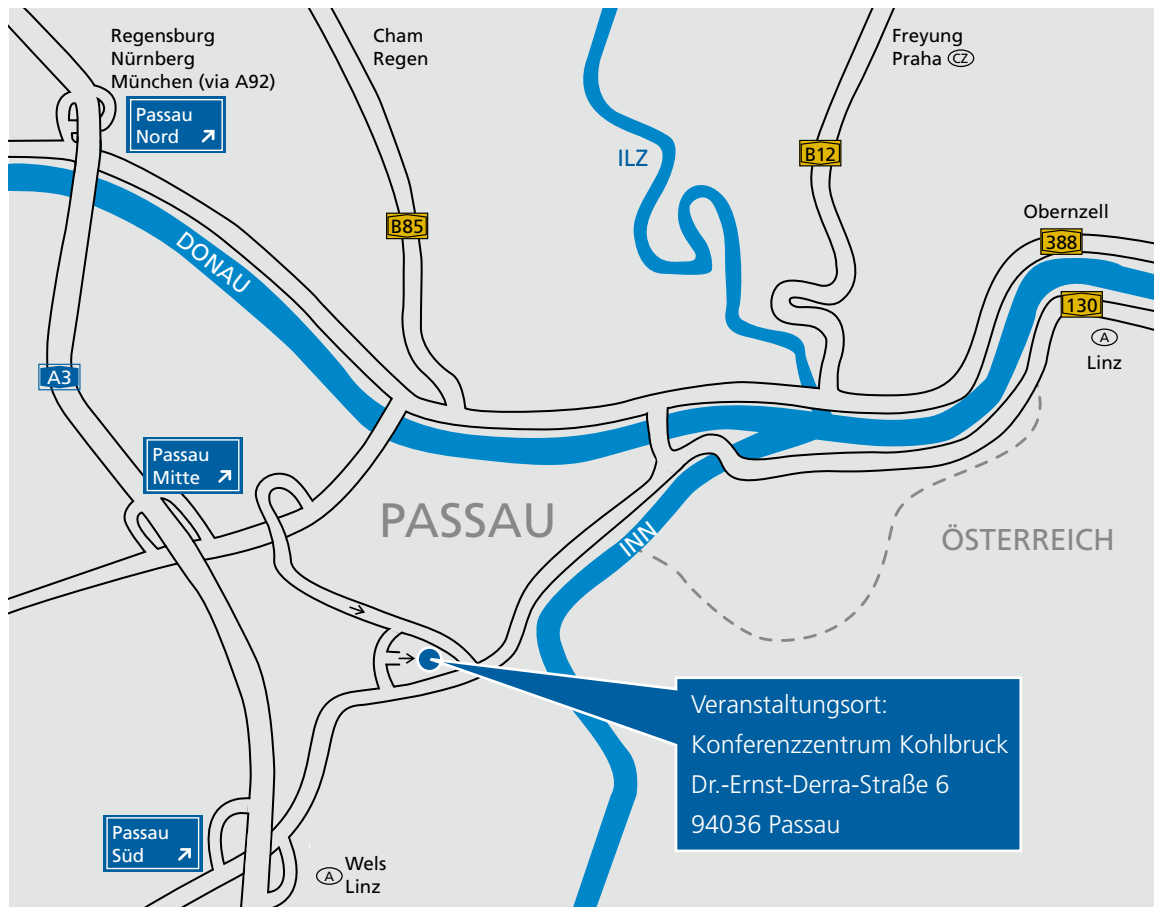 Regensburg
Nürnberg
München (via A92)
Passau
Nord
Cham
Regen
Freyung
Praha CZ
ILZ
B12
B85
Obernzell
388
130
A
Linz
DONAU
A3
Passau
Mitte
PASSAU
INN
ÖSTERREICH
Veranstaltungsort:
Konferenzzentrum Kohlbruck
Dr.-Ernst-Derra-Straße 6
94036 Passau
Passau
Süd
A Wels
Linz